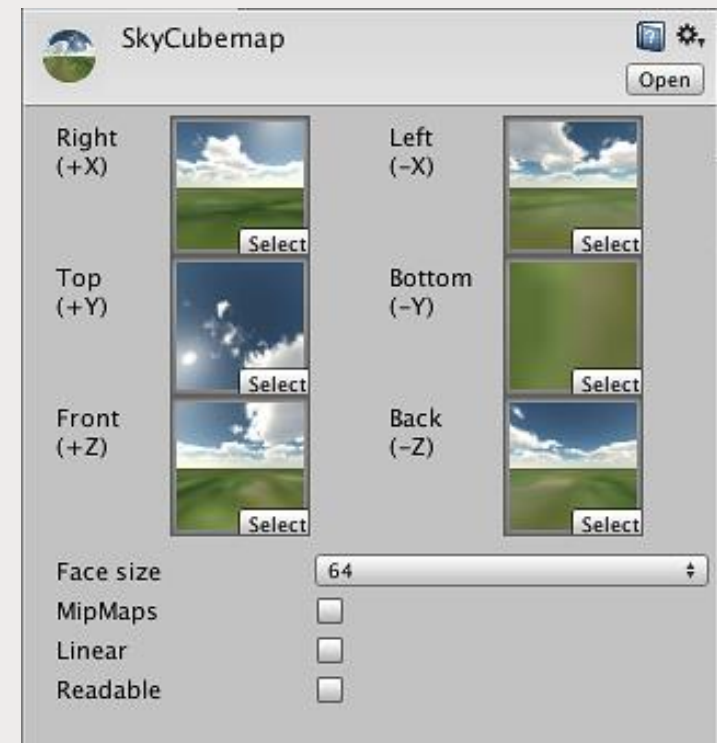 SkyCubemap
Open
Right
(+X)
Select
Left
(-X)
Select
Top
(+Y)
Select
Bottom
(-Y)
Select
Front
(+Z)
Select
Back
(-Z)
Select
Face size 64
MipMaps
Linear
Readable